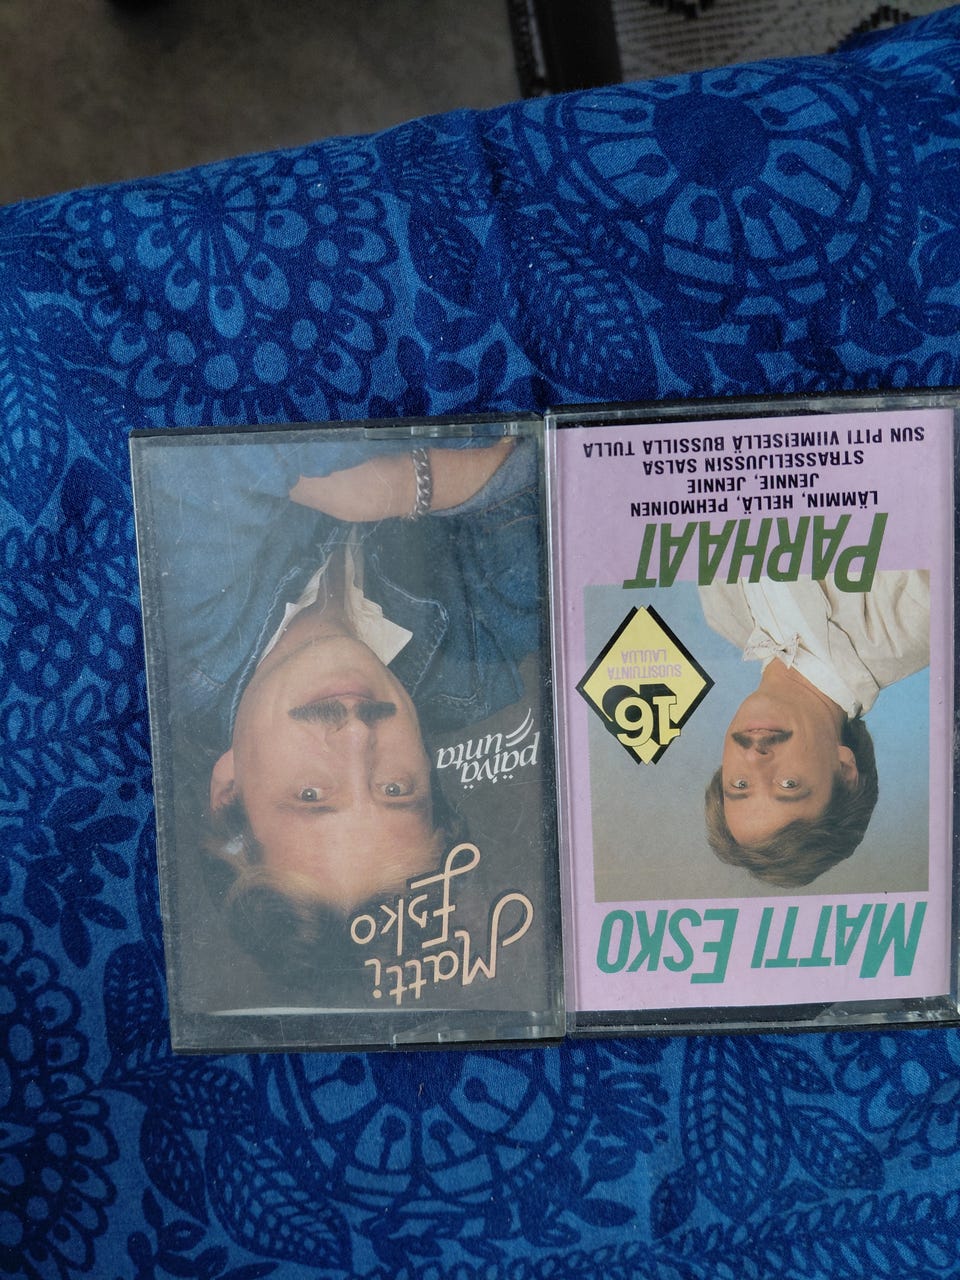 Matti
Esko
päivä
unta
MATTI ESKO
16
SUOSITUINTA
LAULUA
PARHAAT
LÄMMIN, HELLÄ, PEHMOINEN
JENNIE, JENNIE
STRASSELIJUSSIN SALSA
SUN PITI VIIMEISELLÄ BUSSILLA TULLA